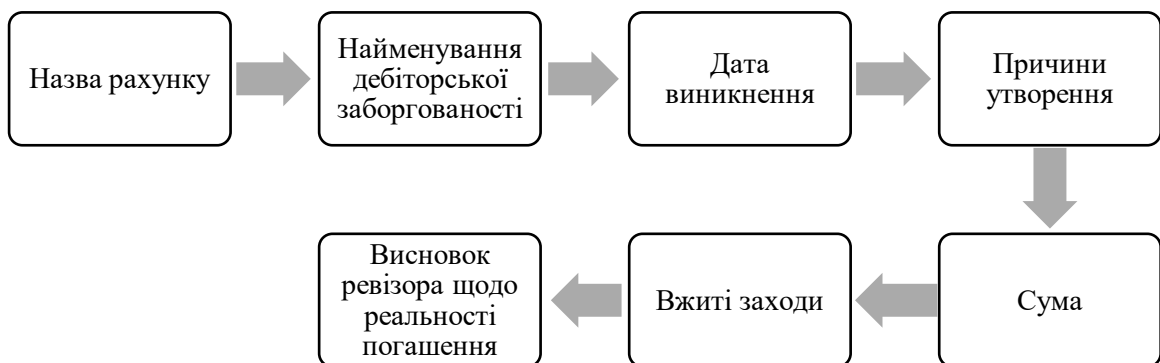 Назва рахунку
Найменування
дебіторської
заборгованості
Дата
виникнення
Причини
утворення
Сума
Вжиті заходи
Висновок
ревізора щодо
реальності
погашення